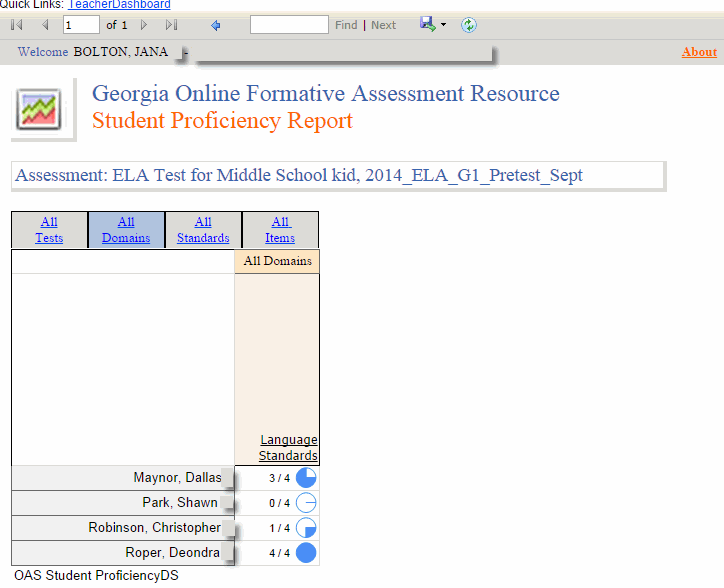 Quick Links: TeacherDashboard
1 of 1 Find | Next
Welcome BOLTON, JANA - About
Georgia Online Formative Assessment Resource
Student Proficiency Report
Assessment: ELA Test for Middle School kid, 2014_ELA_G1_Pretest_Sept
All Tests All Domains All Standards All Items
All Domains
Language
Standards
Maynor, Dallas 3 / 4
Park, Shawn 0 / 4
Robinson, Christopher 1 / 4
Roper, Deondra 4 / 4
OAS Student ProficiencyDS